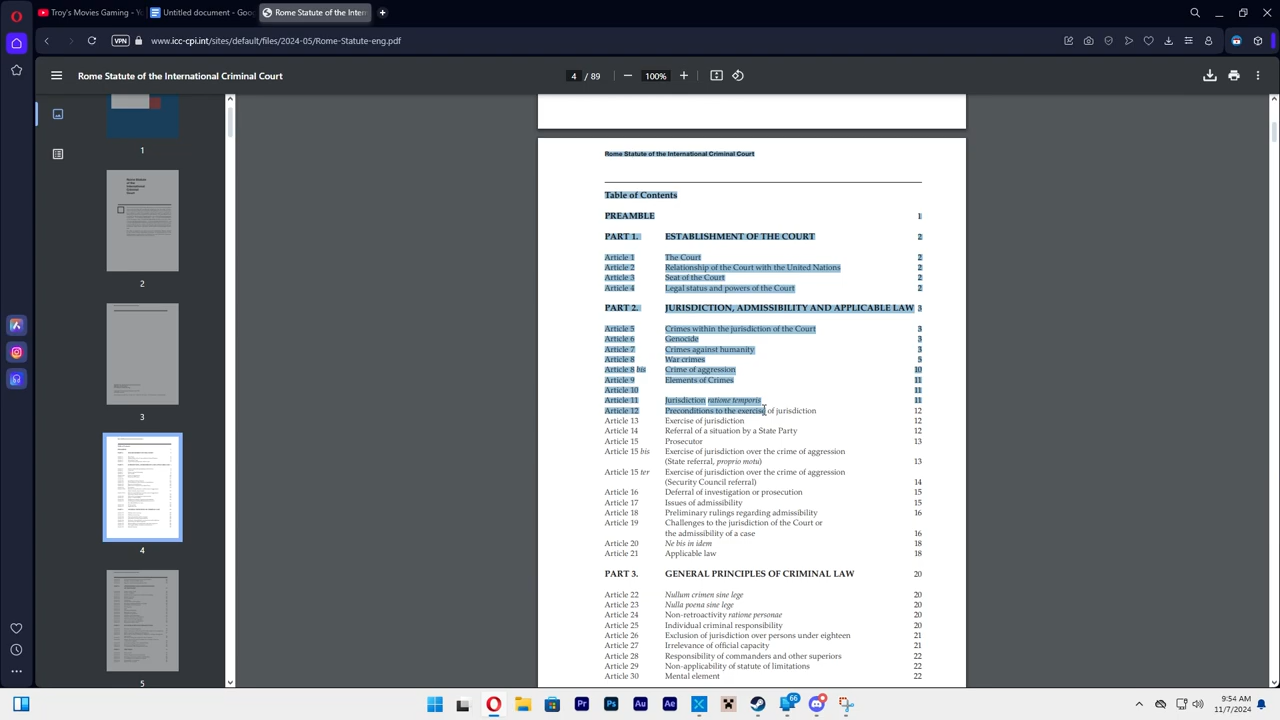 Troy's Movie Documentary - Goo
Trying to destroy Israel - You
Rome Statute of the Internati
VPN www.icc-cpi.int/sites/default/files/2024-05/Rome-Statute-eng.pdf
Rome Statute of the International Criminal Court
4 / 89
100%
1
3
4
5
Rome Statute of the International Criminal Court
Table of Contents
PREAMBLE 1
PART 1. ESTABLISHMENT OF THE COURT 2
Article 1 The Court 2
Article 2 Relationship of the Court with the United Nations 2
Article 3 Seat of the Court 2
Article 4 Legal status and powers of the Court 2
PART 2. JURISDICTION, ADMISSIBILITY AND APPLICABLE LAW 3
Article 5 Crimes within the jurisdiction of the Court 3
Article 6 Genocide 3
Article 7 Crimes against humanity 3
Article 8 War crimes 5
Article 8 bis Crime of aggression 10
Article 9 Elements of Crimes 11
Article 10 11
Article 11 Jurisdiction ratione temporis 11
Article 12 Preconditions to the exercise of jurisdiction 12
Article 13 Exercise of jurisdiction 12
Article 14 Referral of a situation by a State Party 12
Article 15 Prosecutor 13
Article 15 bis Exercise of jurisdiction over the crime of aggression
(State referral, proprio motu) 13
Article 15 ter Exercise of jurisdiction over the crime of aggression
(Security Council referral) 14
Article 16 Deferral of investigation or prosecution 15
Article 17 Issues of admissibility 15
Article 18 Preliminary rulings regarding admissibility 16
Article 19 Challenges to the jurisdiction of the Court or
the admissibility of a case 16
Article 20 Ne bis in idem 18
Article 21 Applicable law 18
PART 3. GENERAL PRINCIPLES OF CRIMINAL LAW 20
Article 22 Nullum crimen sine lege 20
Article 23 Nulla poena sine lege 20
Article 24 Non-retroactivity ratione personae 20
Article 25 Individual criminal responsibility 20
Article 26 Exclusion of jurisdiction over persons under eighteen 21
Article 27 Irrelevance of official capacity 21
Article 28 Responsibility of commanders and other superiors 22
Article 29 Non-applicability of statute of limitations 22
Article 30 Mental element 22
Pr
Ps
Au
Ae
66
9:54 AM
11/7/2024